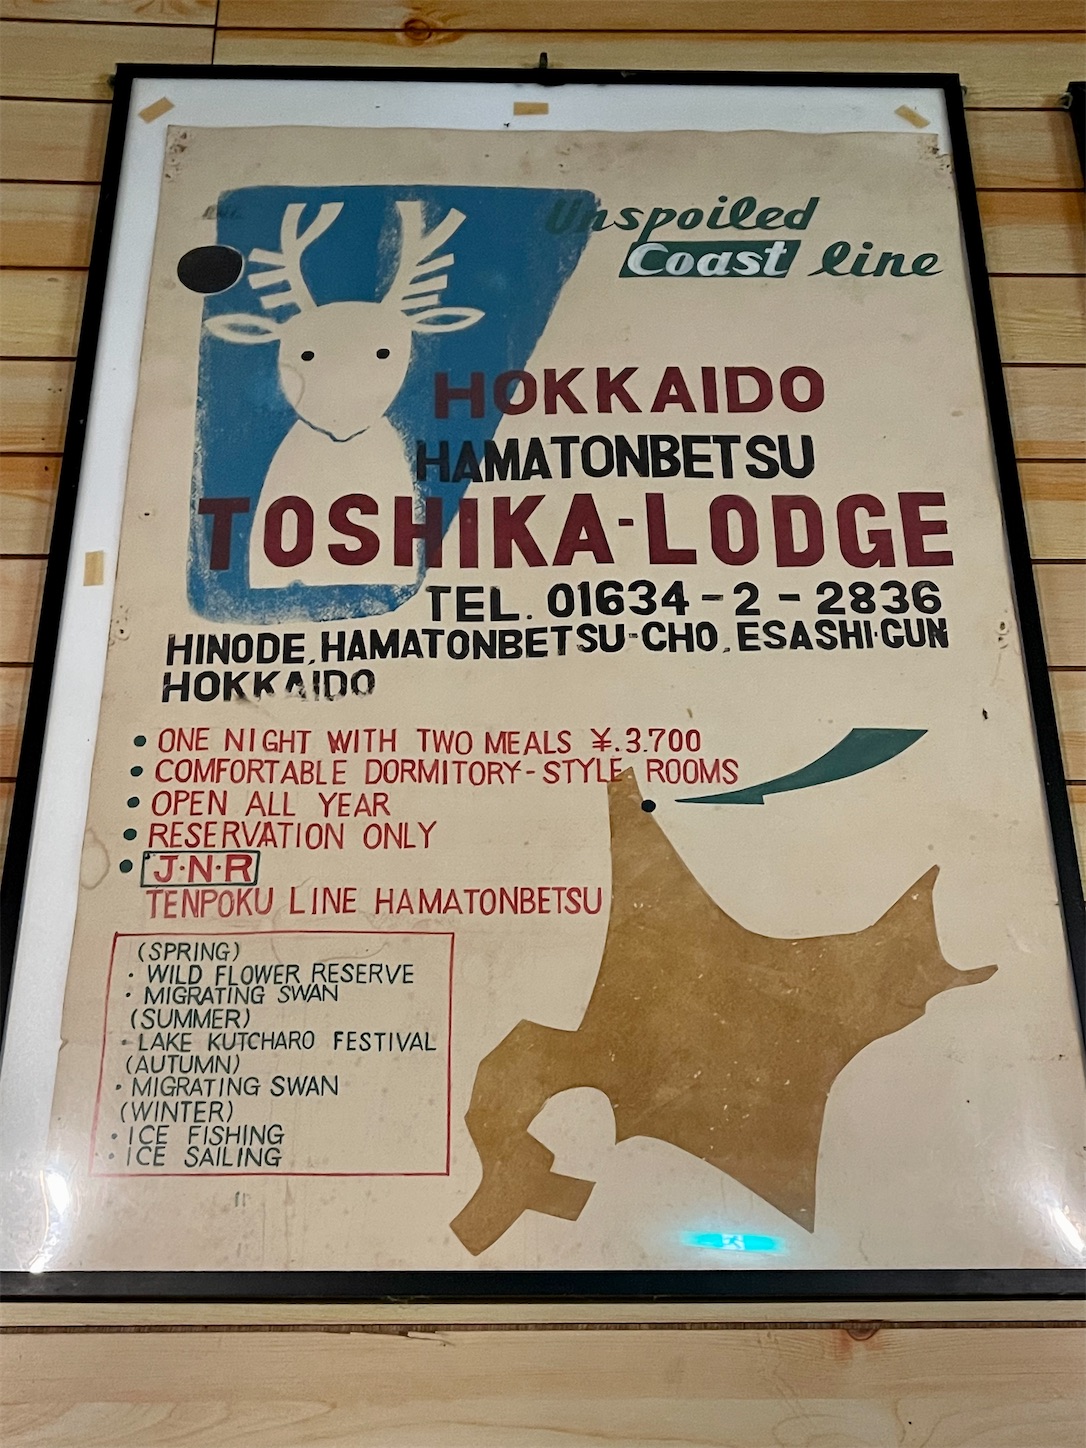 Unspoiled
Coast line
HOKKAIDO
HAMATONBETSU
TOSHIKA-LODGE
TEL. 01634-2-2836
HINODE, HAMATONBETSU-CHO, ESASHI·GUN
HOKKAIDO
• ONE NIGHT WITH TWO MEALS ¥.3.700
• COMFORTABLE DORMITORY-STYLE ROOMS
• OPEN ALL YEAR
• RESERVATION ONLY
• J·N·R
TENPOKU LINE HAMATONBETSU
(SPRING)
· WILD FLOWER RESERVE
· MIGRATING SWAN
(SUMMER)
· LAKE KUTCHARO FESTIVAL
(AUTUMN)
· MIGRATING SWAN
(WINTER)
· ICE FISHING
· ICE SAILING